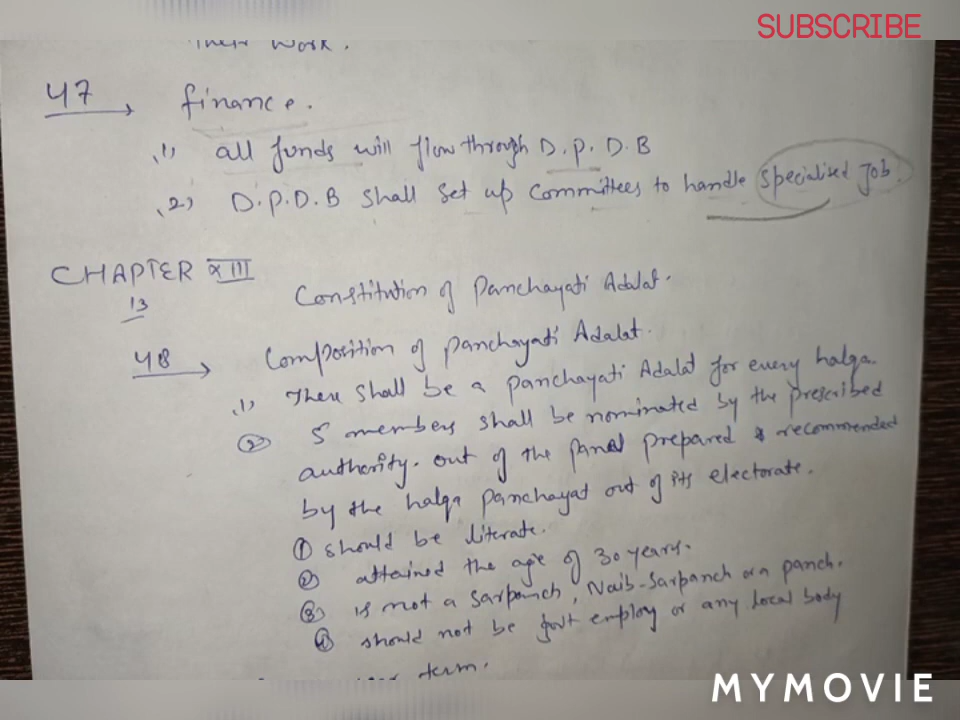 SUBSCRIBE
their work.
47 → finance.
(1) all funds will flow through D.P.D.B
(2) D.P.D.B shall set up Committees to handle specialised Job.
CHAPTER XIII
13
Constitution of Panchayati Adalat.
48 → Composition of panchayati Adalat.
(1) There shall be a panchayati Adalat for every halqa.
(2) 5 members shall be nominated by the prescribed
authority. out of the panel prepared & recommended
by the halqa panchayat out of its electorate.
(1) should be literate.
(2) attained the age of 30 years.
(3) is not a sarpanch, Naib-Sarpanch or a panch.
(4) should not be govt employ or any local body
term.
MYMOVIE